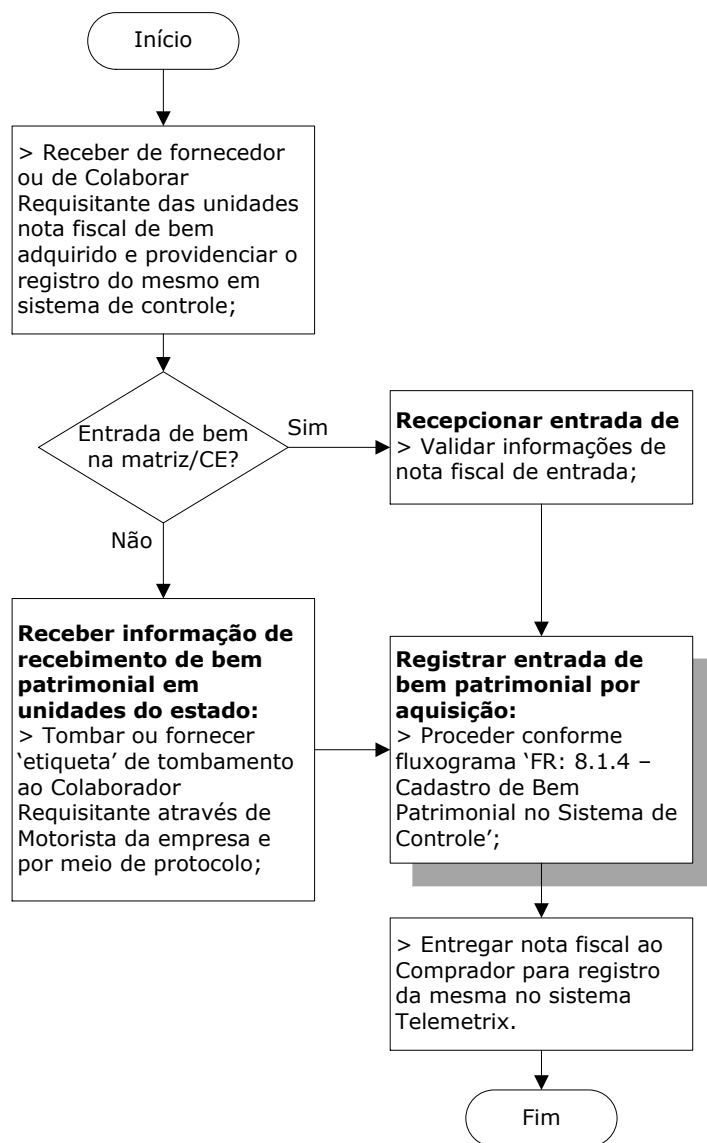 Início
> Receber de fornecedor
ou de Colaborar
Requisitante das unidades
nota fiscal de bem
adquirido e providenciar o
registro do mesmo em
sistema de controle;
Entrada de bem
na matriz/CE?
Sim
Recepcionar entrada de
> Validar informações de
nota fiscal de entrada;
Não
Receber informação de
recebimento de bem
patrimonial em
unidades do estado:
> Tombar ou fornecer
‘etiqueta’ de tombamento
ao Colaborador
Requisitante através de
Motorista da empresa e
por meio de protocolo;
Registrar entrada de
bem patrimonial por
aquisição:
> Proceder conforme
fluxograma ‘FR: 8.1.4 –
Cadastro de Bem
Patrimonial no Sistema de
Controle’;
> Entregar nota fiscal ao
Comprador para registro
da mesma no sistema
Telemetrix.
Fim